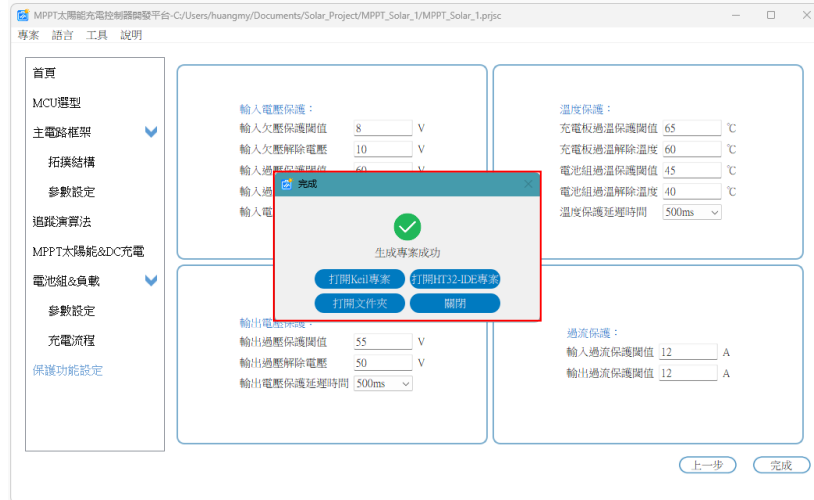 MPPT太陽能充電控制器開發平台-C:/Users/huangmy/Documents/Solar_Project/MPPT_Solar_1/MPPT_Solar_1.prjsc
專案 語言 工具 說明
首頁
MCU選型
主電路框架
拓撲結構
參數設定
追蹤演算法
MPPT太陽能&DC充電
電池組&負載
參數設定
充電流程
保護功能設定
輸入電壓保護：
輸入欠壓保護閾值 8 V
輸入欠壓解除電壓 10 V
輸入過壓保護閾值 60 V
輸入過
輸入電
溫度保護：
充電板過溫保護閾值 65 ℃
充電板過溫解除溫度 60 ℃
電池組過溫保護閾值 45 ℃
電池組過溫解除溫度 40 ℃
溫度保護延遲時間 500ms
完成
生成專案成功
打開Keil專案 打開HT32-IDE專案
打開文件夾 關閉
輸出電壓保護：
輸出過壓保護閾值 55 V
輸出過壓解除電壓 50 V
輸出電壓保護延遲時間 500ms
過流保護：
輸入過流保護閾值 12 A
輸出過流保護閾值 12 A
上一步 完成